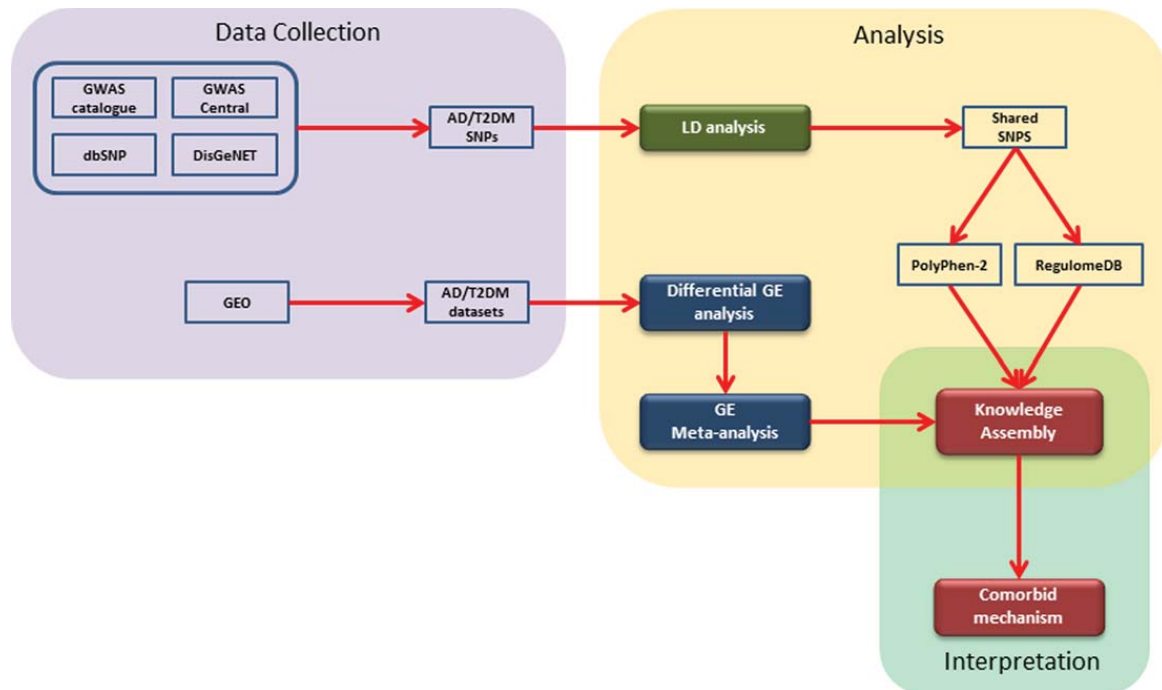 Data Collection
GWAS
catalogue
GWAS
Central
dbSNP
DisGeNET
AD/T2DM
SNPs
GEO
AD/T2DM
datasets
Analysis
LD analysis
Shared
SNPS
PolyPhen-2
RegulomeDB
Differential GE
analysis
GE
Meta-analysis
Knowledge
Assembly
Comorbid
mechanism
Interpretation